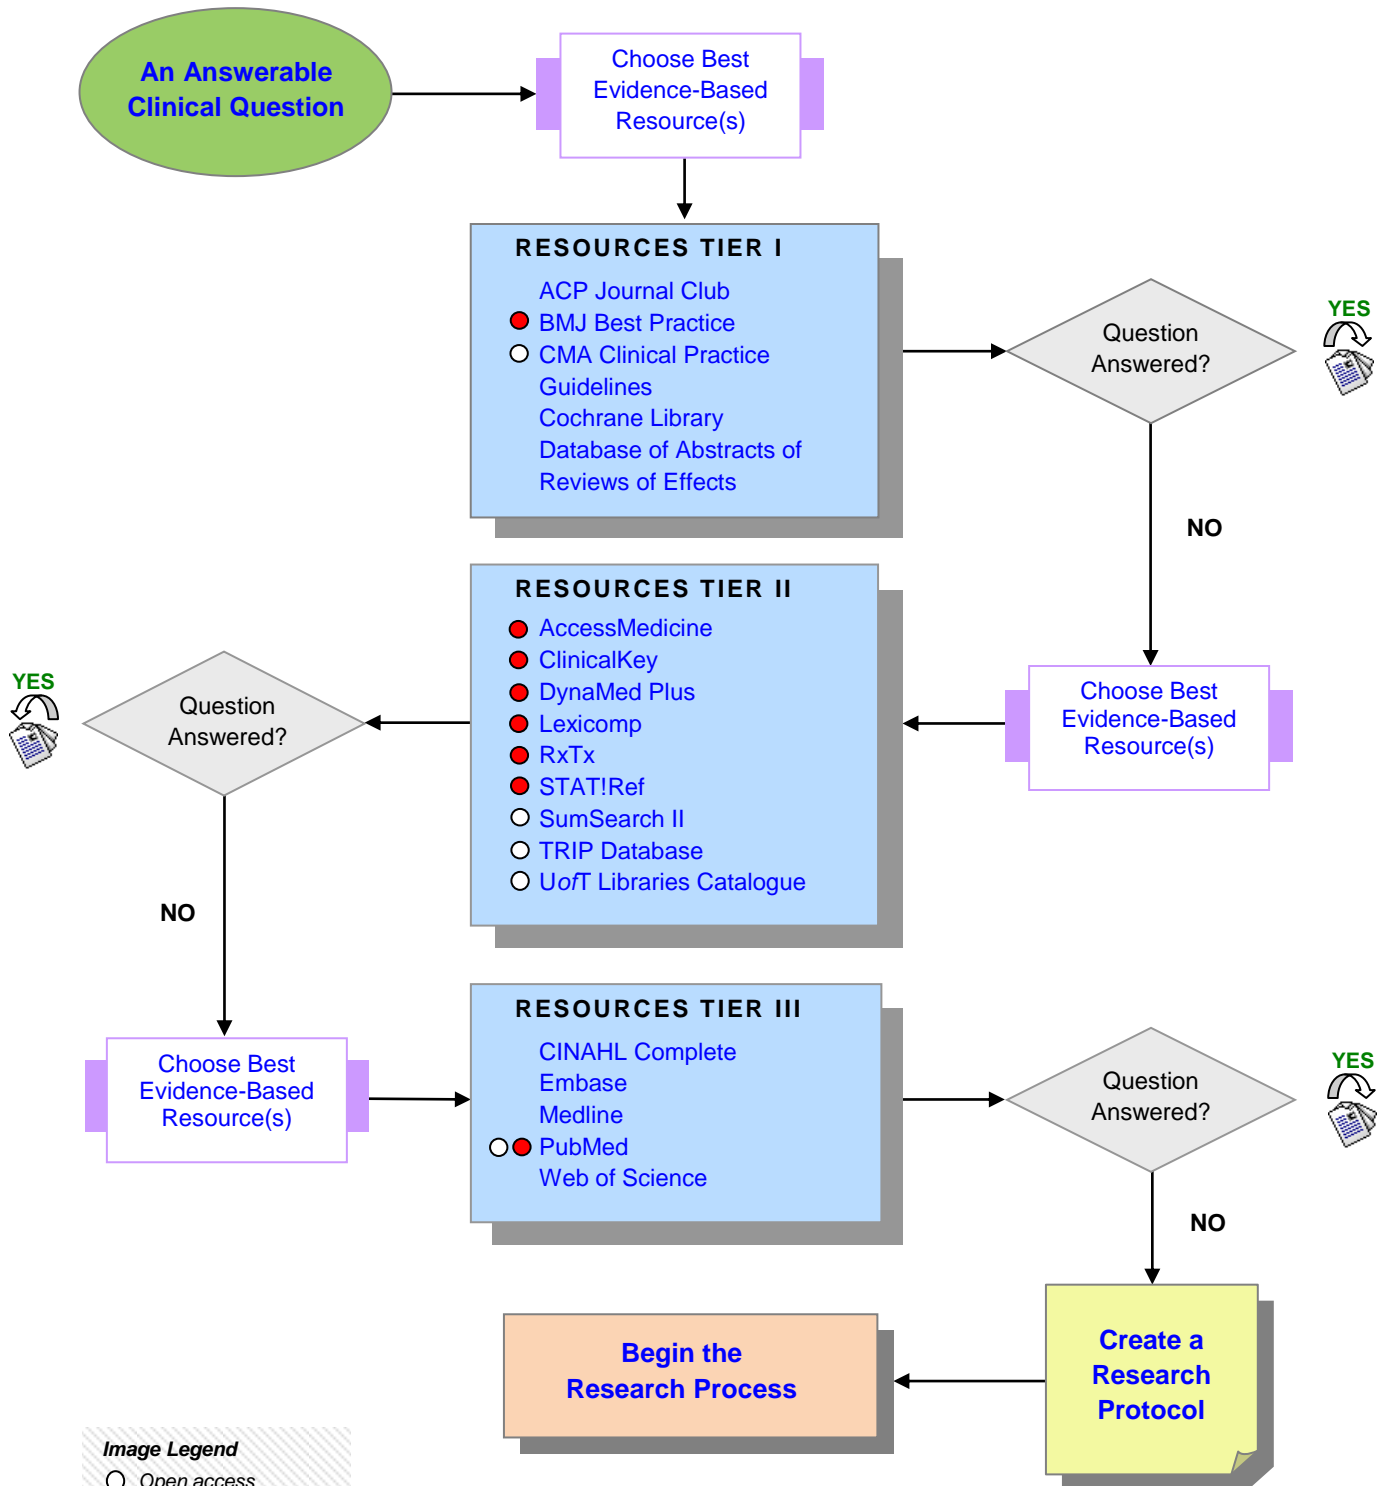 An Answerable
Clinical Question
Choose Best
Evidence-Based
Resource(s)
RESOURCES TIER I
ACP Journal Club
BMJ Best Practice
CMA Clinical Practice
Guidelines
Cochrane Library
Database of Abstracts of
Reviews of Effects
Question
Answered?
YES
NO
RESOURCES TIER II
AccessMedicine
ClinicalKey
DynaMed Plus
Lexicomp
RxTx
STAT!Ref
SumSearch II
TRIP Database
UofT Libraries Catalogue
Choose Best
Evidence-Based
Resource(s)
YES
Question
Answered?
NO
Choose Best
Evidence-Based
Resource(s)
RESOURCES TIER III
CINAHL Complete
Embase
Medline
PubMed
Web of Science
Question
Answered?
YES
NO
Create a
Research
Protocol
Begin the
Research Process
Image Legend
Open access